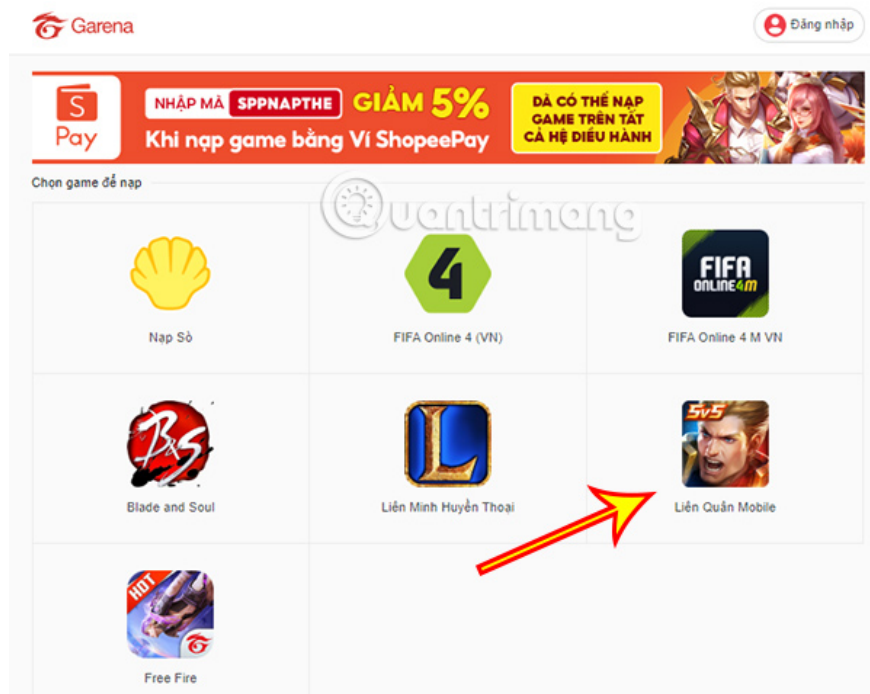 Garena
Đăng nhập
S
Pay
NHẬP MÃ SPPNAPTHE GIẢM 5%
Khi nạp game bằng Ví ShopeePay
ĐÃ CÓ THỂ NẠP
GAME TRÊN TẤT
CẢ HỆ ĐIỀU HÀNH
Chọn game để nạp
Quantrimang
4
FIFA
ONLINE4M
Nạp Sò
FIFA Online 4 (VN)
FIFA Online 4 M VN
B&S
L
5v5
Blade and Soul
Liên Minh Huyền Thoại
Liên Quân Mobile
HOT
Free Fire